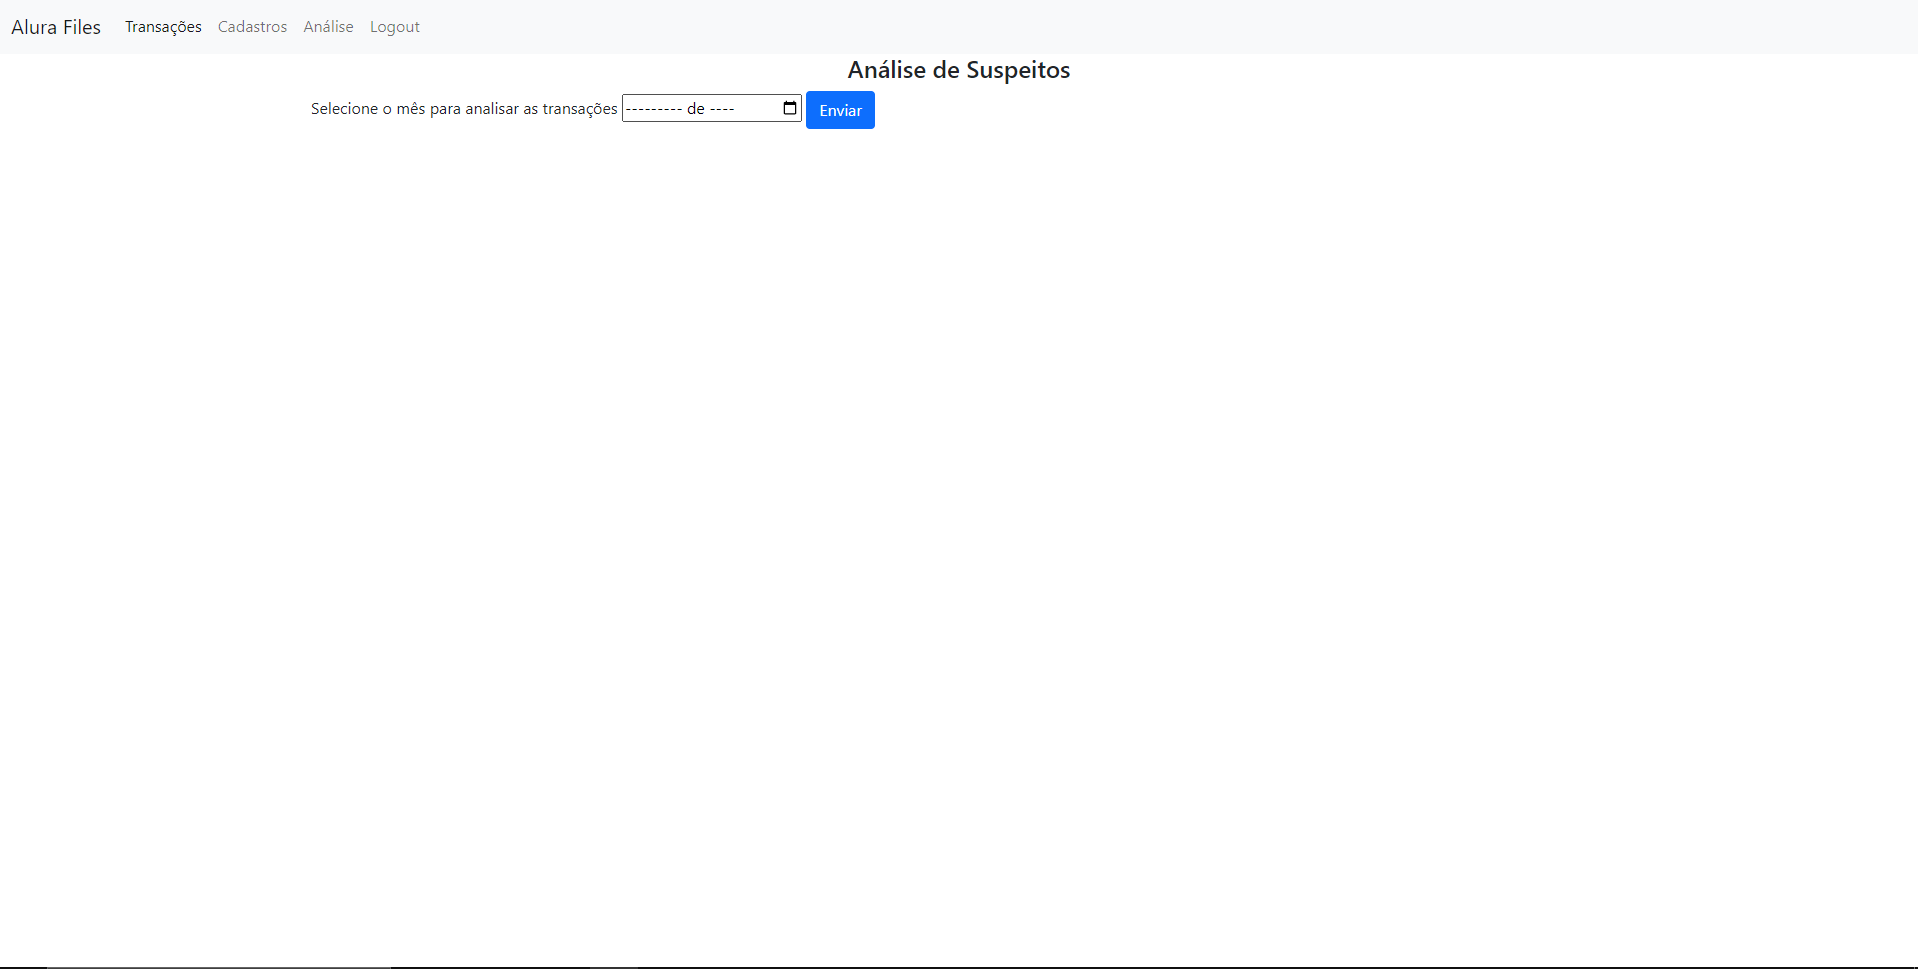 Alura Files Transações Cadastros Análise Logout
Análise de Suspeitos
Selecione o mês para analisar as transações --------- de ---- Enviar